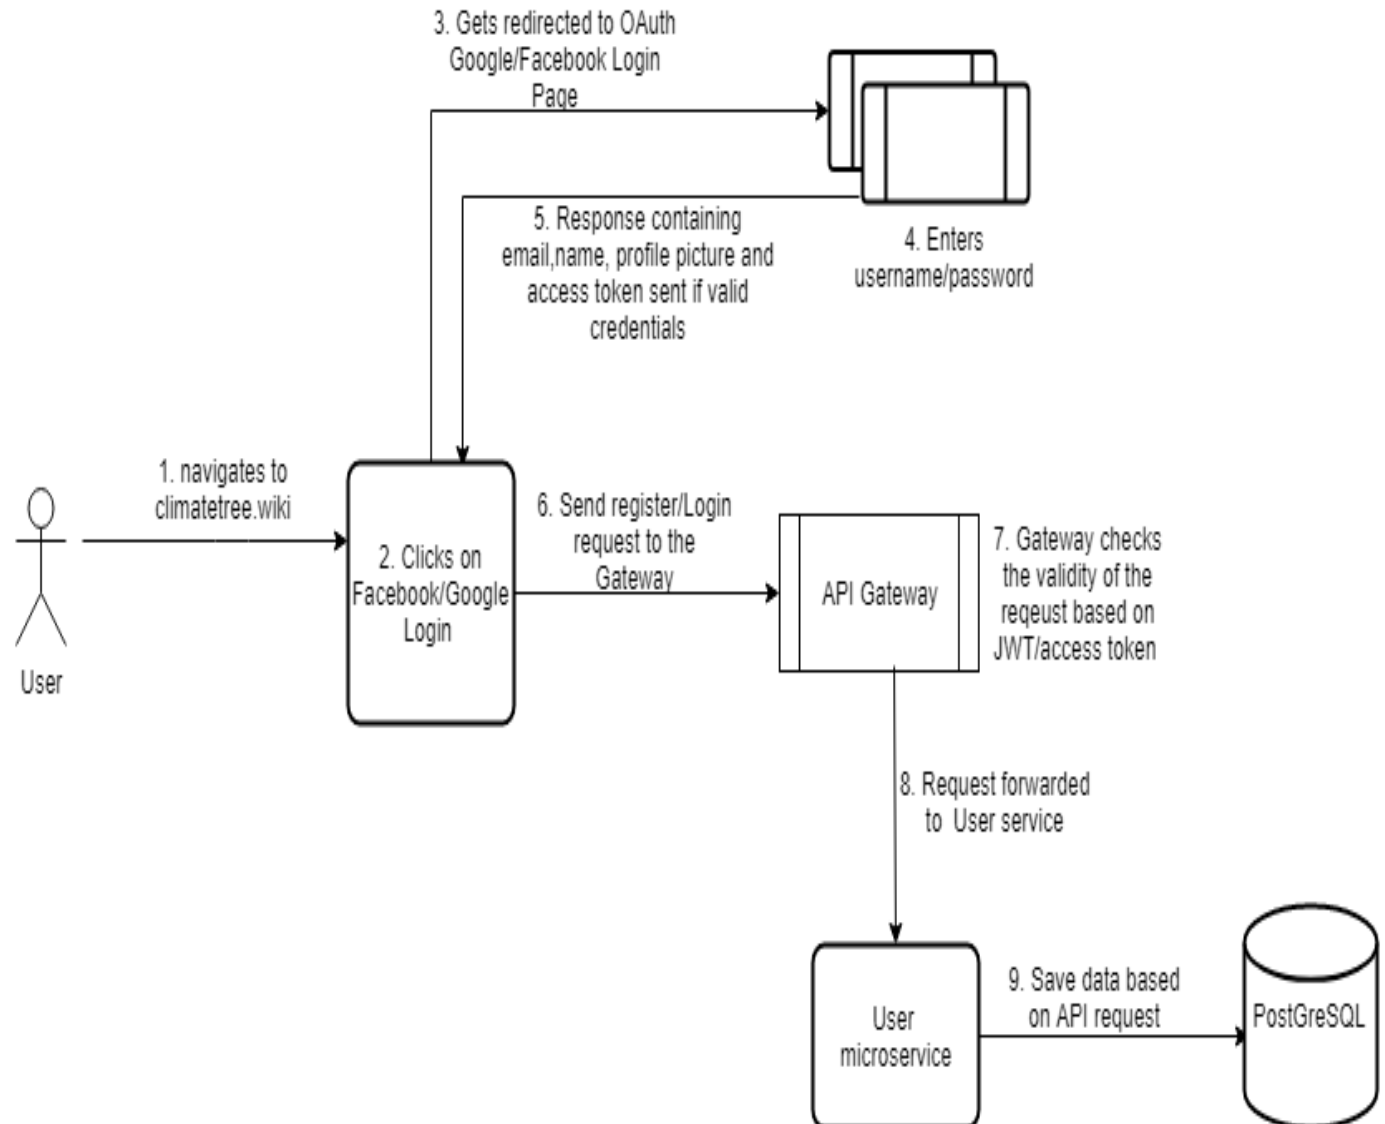 3. Gets redirected to OAuth
Google/Facebook Login
Page
5. Response containing
email,name, profile picture and
access token sent if valid
credentials
4. Enters
username/password
1. navigates to
climatetree.wiki
User
2. Clicks on
Facebook/Google
Login
6. Send register/Login
request to the
Gateway
API Gateway
7. Gateway checks
the validity of the
reqeust based on
JWT/access token
8. Request forwarded
to User service
User
microservice
9. Save data based
on API request
PostGreSQL